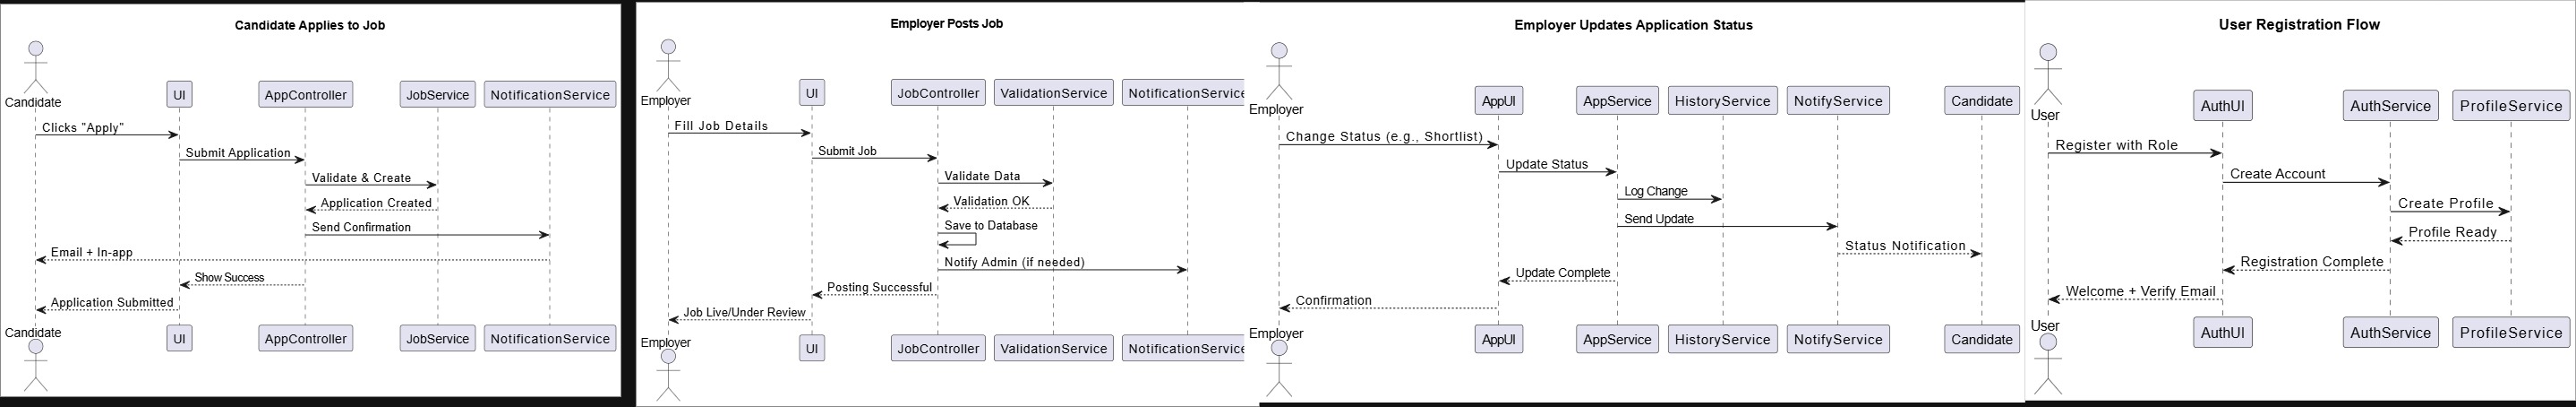 Candidate Applies to Job
Candidate
UI
AppController
JobService
NotificationService
Clicks "Apply"
Submit Application
Validate & Create
Application Created
Send Confirmation
Email + In-app
Show Success
Application Submitted
Candidate
UI
AppController
JobService
NotificationService
Employer Posts Job
Employer
UI
JobController
ValidationService
NotificationService
Fill Job Details
Submit Job
Validate Data
Validation OK
Save to Database
Notify Admin (if needed)
Posting Successful
Job Live/Under Review
Employer
UI
JobController
ValidationService
NotificationService
Employer Updates Application Status
Employer
AppUI
AppService
HistoryService
NotifyService
Candidate
Change Status (e.g., Shortlist)
Update Status
Log Change
Send Update
Status Notification
Update Complete
Confirmation
Employer
AppUI
AppService
HistoryService
NotifyService
Candidate
User Registration Flow
User
AuthUI
AuthService
ProfileService
Register with Role
Create Account
Create Profile
Profile Ready
Registration Complete
Welcome + Verify Email
User
AuthUI
AuthService
ProfileService